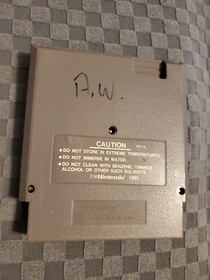 A.W.
CAUTION
•DO NOT STORE IN EXTREME TEMPERATURES.
•DO NOT IMMERSE IN WATER.
•DO NOT CLEAN WITH BENZENE, THINNER,
ALCOHOL OR OTHER SUCH SOLVENTS.
©Nintendo 1985